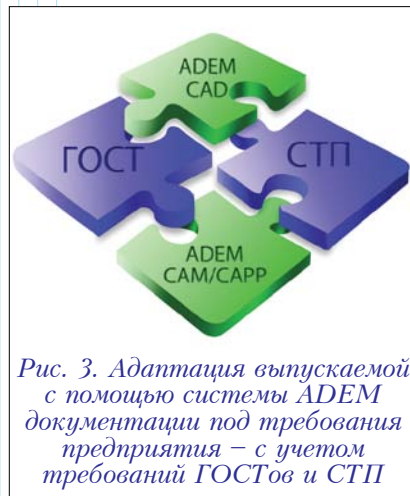 ADEM
CAD
ГОСТ
СТП
ADEM
CAM/CAPP
Рис. 3. Адаптация выпускаемой
с помощью системы ADEM
документации под требования
предприятия – с учетом
требований ГОСТов и СТП